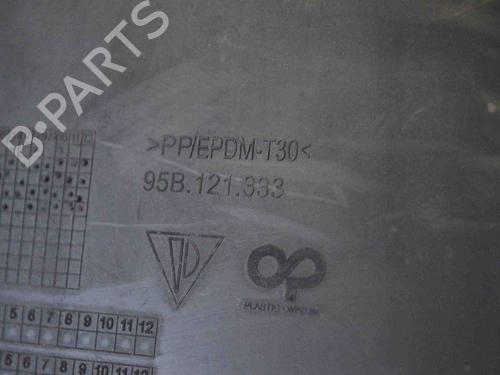 B-PARTS
>PP/EPDM-T30<
95B.121.333
PLASTIC OMNIUM
5 6 7 8 9 10 11 12
5 6 7 8 9 10 11 12